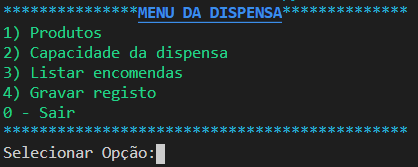 ***************MENU DA DISPENSA**************
1) Produtos
2) Capacidade da dispensa
3) Listar encomendas
4) Gravar registo
0 - Sair
*********************************************
Selecionar Opção: